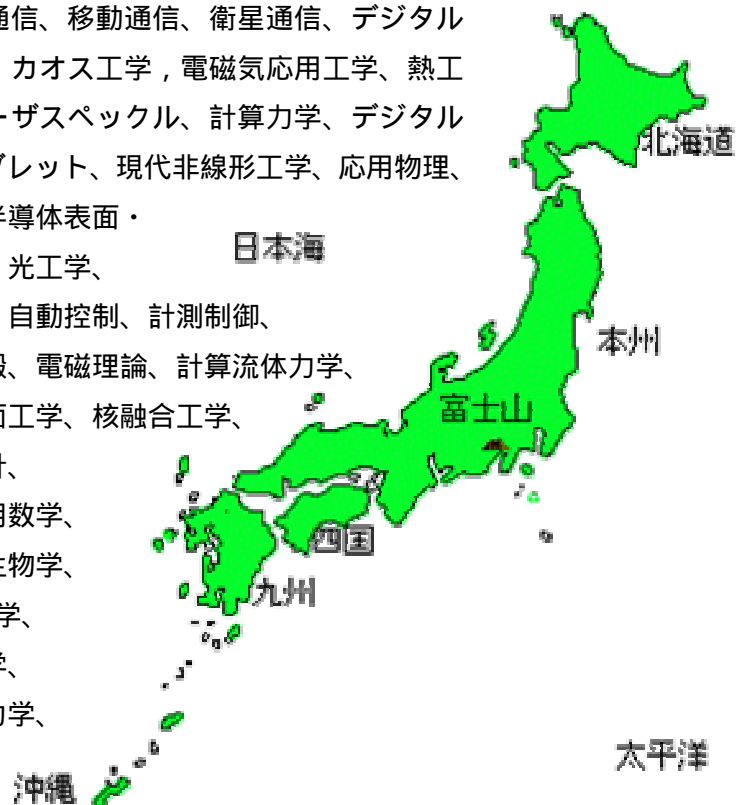 通信、移動通信、衛星通信、デジタル
カオス工学，電磁気応用工学、熱工
ーザスペックル、計算力学、デジタル
ブレット、現代非線形工学、応用物理、
半導体表面・
光工学、
自動控制、計測制御、
般、電磁理論、計算流体力学、
面工学、核融合工学、
計、
用数学、
生物学、
学、
学、
力学、
北海道
日本海
本州
富士山
四国
九州
太平洋
沖縄